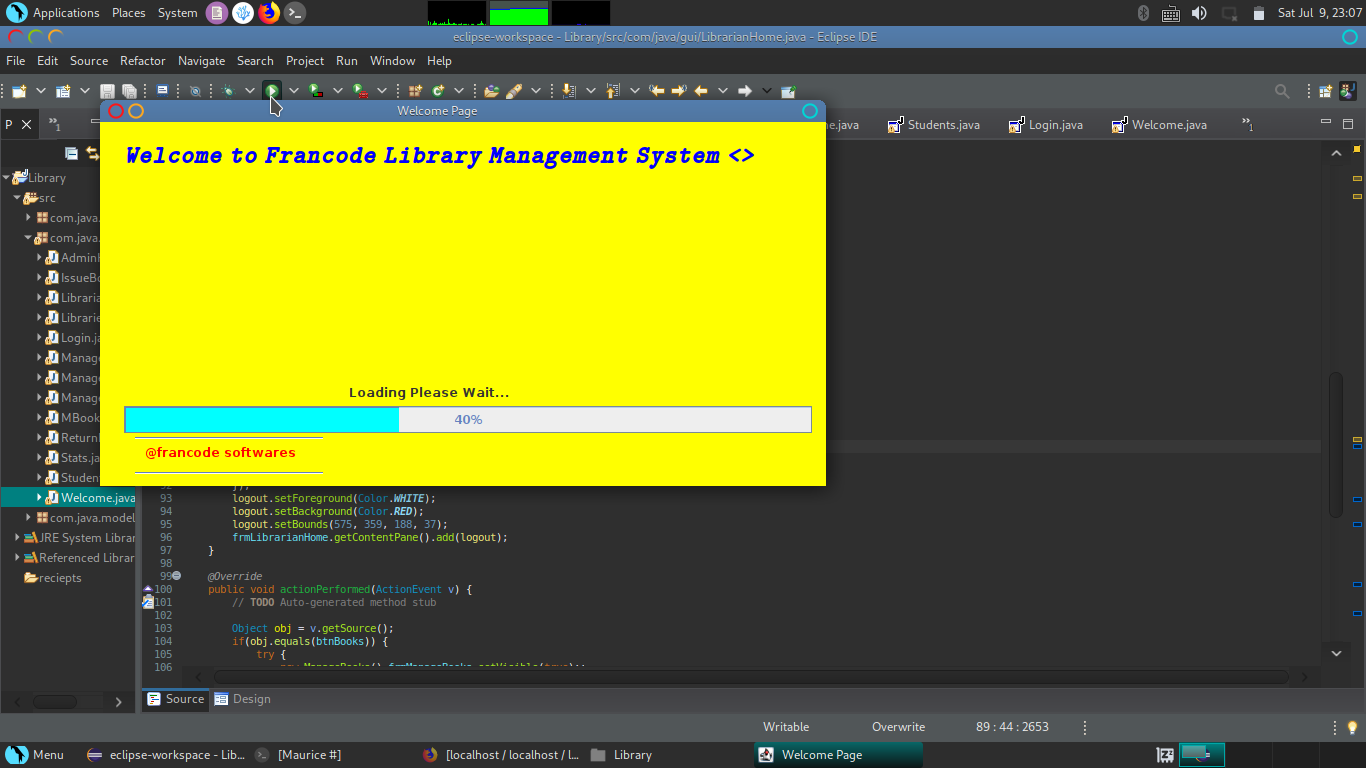 Applications Places System
Sat Jul 9, 23:07
eclipse-workspace - Library/src/com/java/gui/LibrarianHome.java - Eclipse IDE
File Edit Source Refactor Navigate Search Project Run Window Help
Welcome Page
P
»1
me.java
Students.java
Login.java
Welcome.java
»1
Welcome to Francode Library Management System <>
Library
src
com.java.
com.java.
AdminH
IssueBo
Libraria
Librarie
Login.ja
Manage
Manage
Manage
MBook
Return
Stats.ja
Studen
Welcome.java
com.java.model
JRE System Librar
Referenced Librar
reciepts
Loading Please Wait...
40%
@francode softwares
92 });
93 logout.setForeground(Color.WHITE);
94 logout.setBackground(Color.RED);
95 logout.setBounds(575, 359, 188, 37);
96 frmLibrarianHome.getContentPane().add(logout);
97 }
98
99 @Override
100 public void actionPerformed(ActionEvent v) {
101 // TODO Auto-generated method stub
102
103 Object obj = v.getSource();
104 if(obj.equals(btnBooks)) {
105 try {
106 new ManageBooks().frmManageBooks.setVisible(true);
Source Design
Writable Overwrite 89 : 44 : 2653
Menu eclipse-workspace - Lib... [Maurice #] [localhost / localhost / l... Library Welcome Page